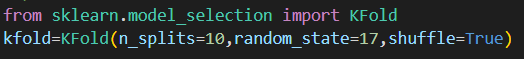 from sklearn.model_selection import KFold
kfold=KFold(n_splits=10,random_state=17,shuffle=True)